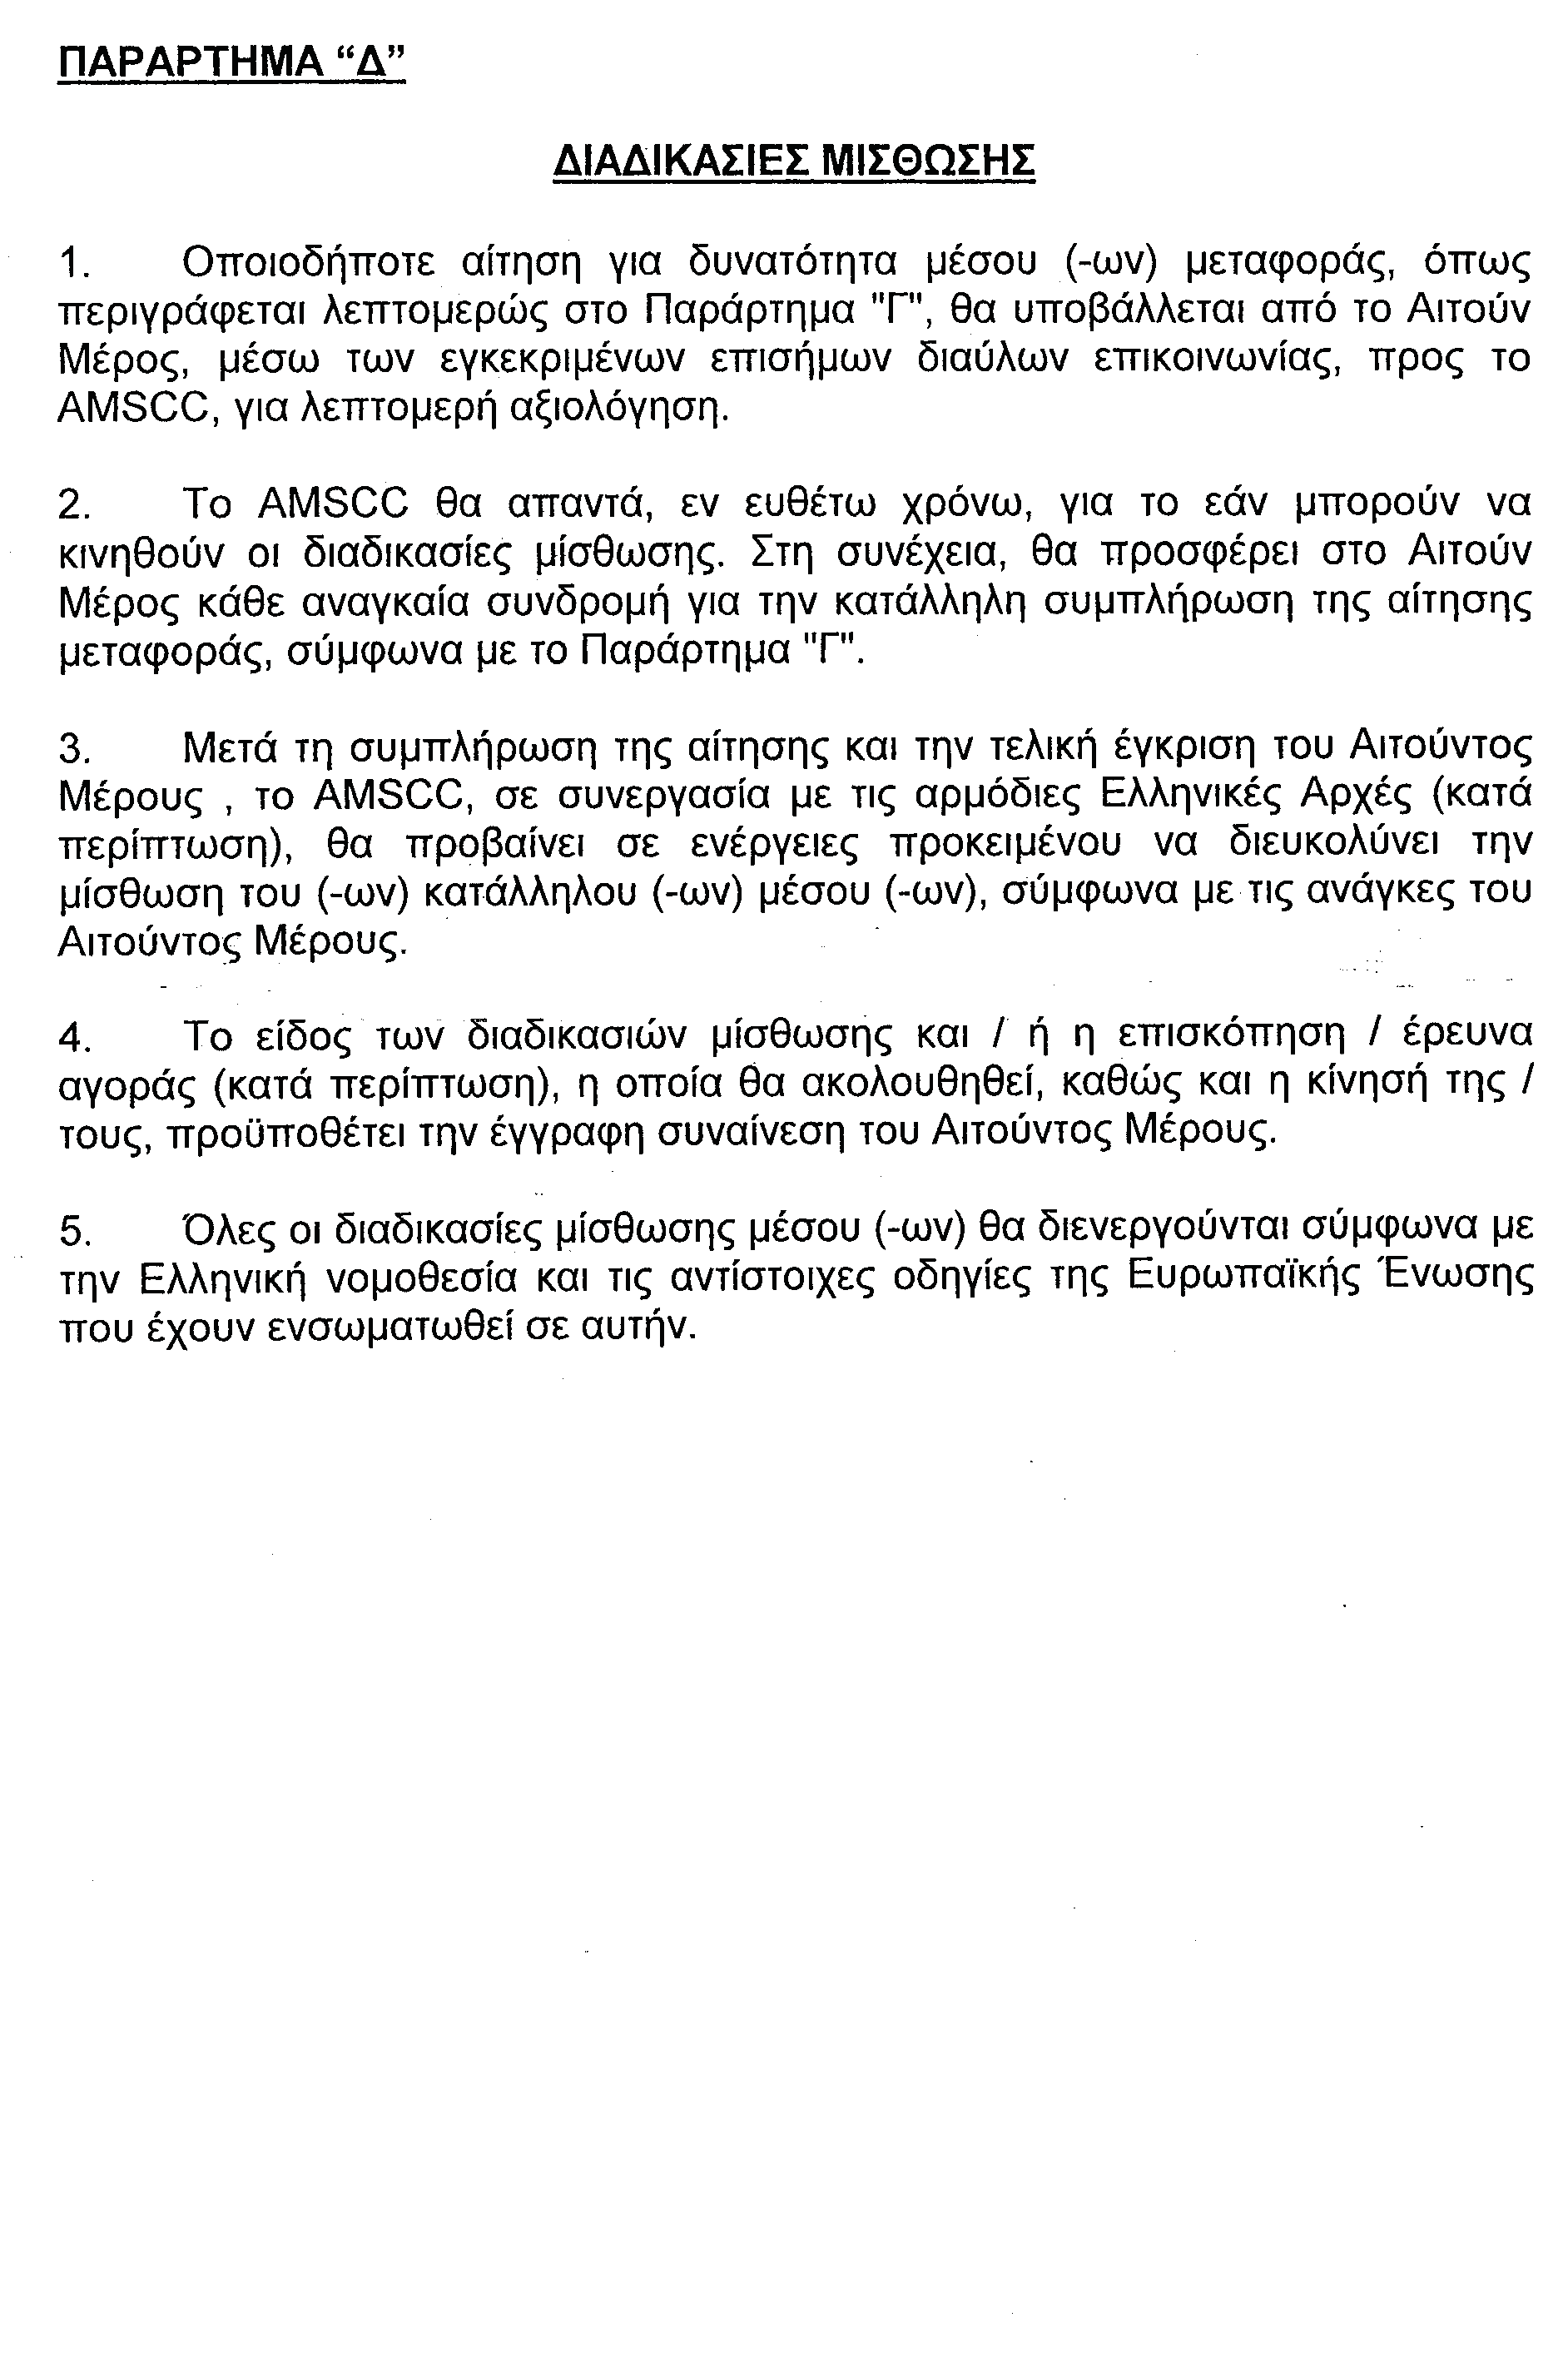 ΠΑΡΑΡΤΗΜΑ “Δ”
ΔΙΑΔΙΚΑΣΙΕΣ ΜΙΣΘΩΣΗΣ
1. Οποιοδήποτε αίτηση για δυνατότητα μέσου (-ων) μεταφοράς, όπως
περιγράφεται λεπτομερώς στο Παράρτημα "Γ", θα υποβάλλεται από το Αιτούν
Μέρος, μέσω των εγκεκριμένων επισήμων διαύλων επικοινωνίας, προς το
AMSCC, για λεπτομερή αξιολόγηση.
2. Το AMSCC θα απαντά, εν ευθέτω χρόνω, για το εάν μπορούν να
κινηθούν οι διαδικασίες μίσθωσης. Στη συνέχεια, θα προσφέρει στο Αιτούν
Μέρος κάθε αναγκαία συνδρομή για την κατάλληλη συμπλήρωση της αίτησης
μεταφοράς, σύμφωνα με το Παράρτημα "Γ".
3. Μετά τη συμπλήρωση της αίτησης και την τελική έγκριση του Αιτούντος
Μέρους , το AMSCC, σε συνεργασία με τις αρμόδιες Ελληνικές Αρχές (κατά
περίπτωση), θα προβαίνει σε ενέργειες προκειμένου να διευκολύνει την
μίσθωση του (-ων) κατάλληλου (-ων) μέσου (-ων), σύμφωνα με τις ανάγκες του
Αιτούντος Μέρους.
4. Το είδος των διαδικασιών μίσθωσης και / ή η επισκόπηση / έρευνα
αγοράς (κατά περίπτωση), η οποία θα ακολουθηθεί, καθώς και η κίνησή της /
τους, προϋποθέτει την έγγραφη συναίνεση του Αιτούντος Μέρους.
5. Όλες οι διαδικασίες μίσθωσης μέσου (-ων) θα διενεργούνται σύμφωνα με
την Ελληνική νομοθεσία και τις αντίστοιχες οδηγίες της Ευρωπαϊκής Ένωσης
που έχουν ενσωματωθεί σε αυτήν.